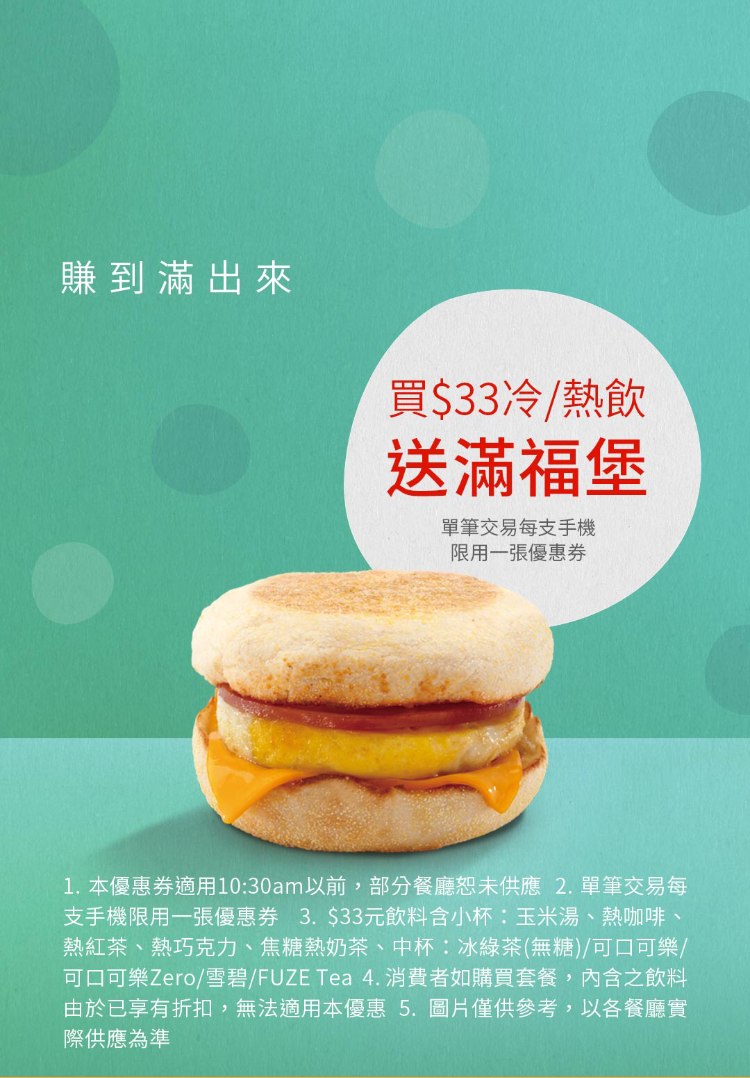 賺到滿出來
買$33冷/熱飲
送滿福堡
單筆交易每支手機
限用一張優惠券
1. 本優惠券適用10:30am以前，部分餐廳恕未供應 2. 單筆交易每
支手機限用一張優惠券 3. $33元飲料含小杯：玉米湯、熱咖啡、
熱紅茶、熱巧克力、焦糖熱奶茶、中杯：冰綠茶(無糖)/可口可樂/
可口可樂Zero/雪碧/FUZE Tea 4. 消費者如購買套餐，內含之飲料
由於已享有折扣，無法適用本優惠 5. 圖片僅供參考，以各餐廳實
際供應為準